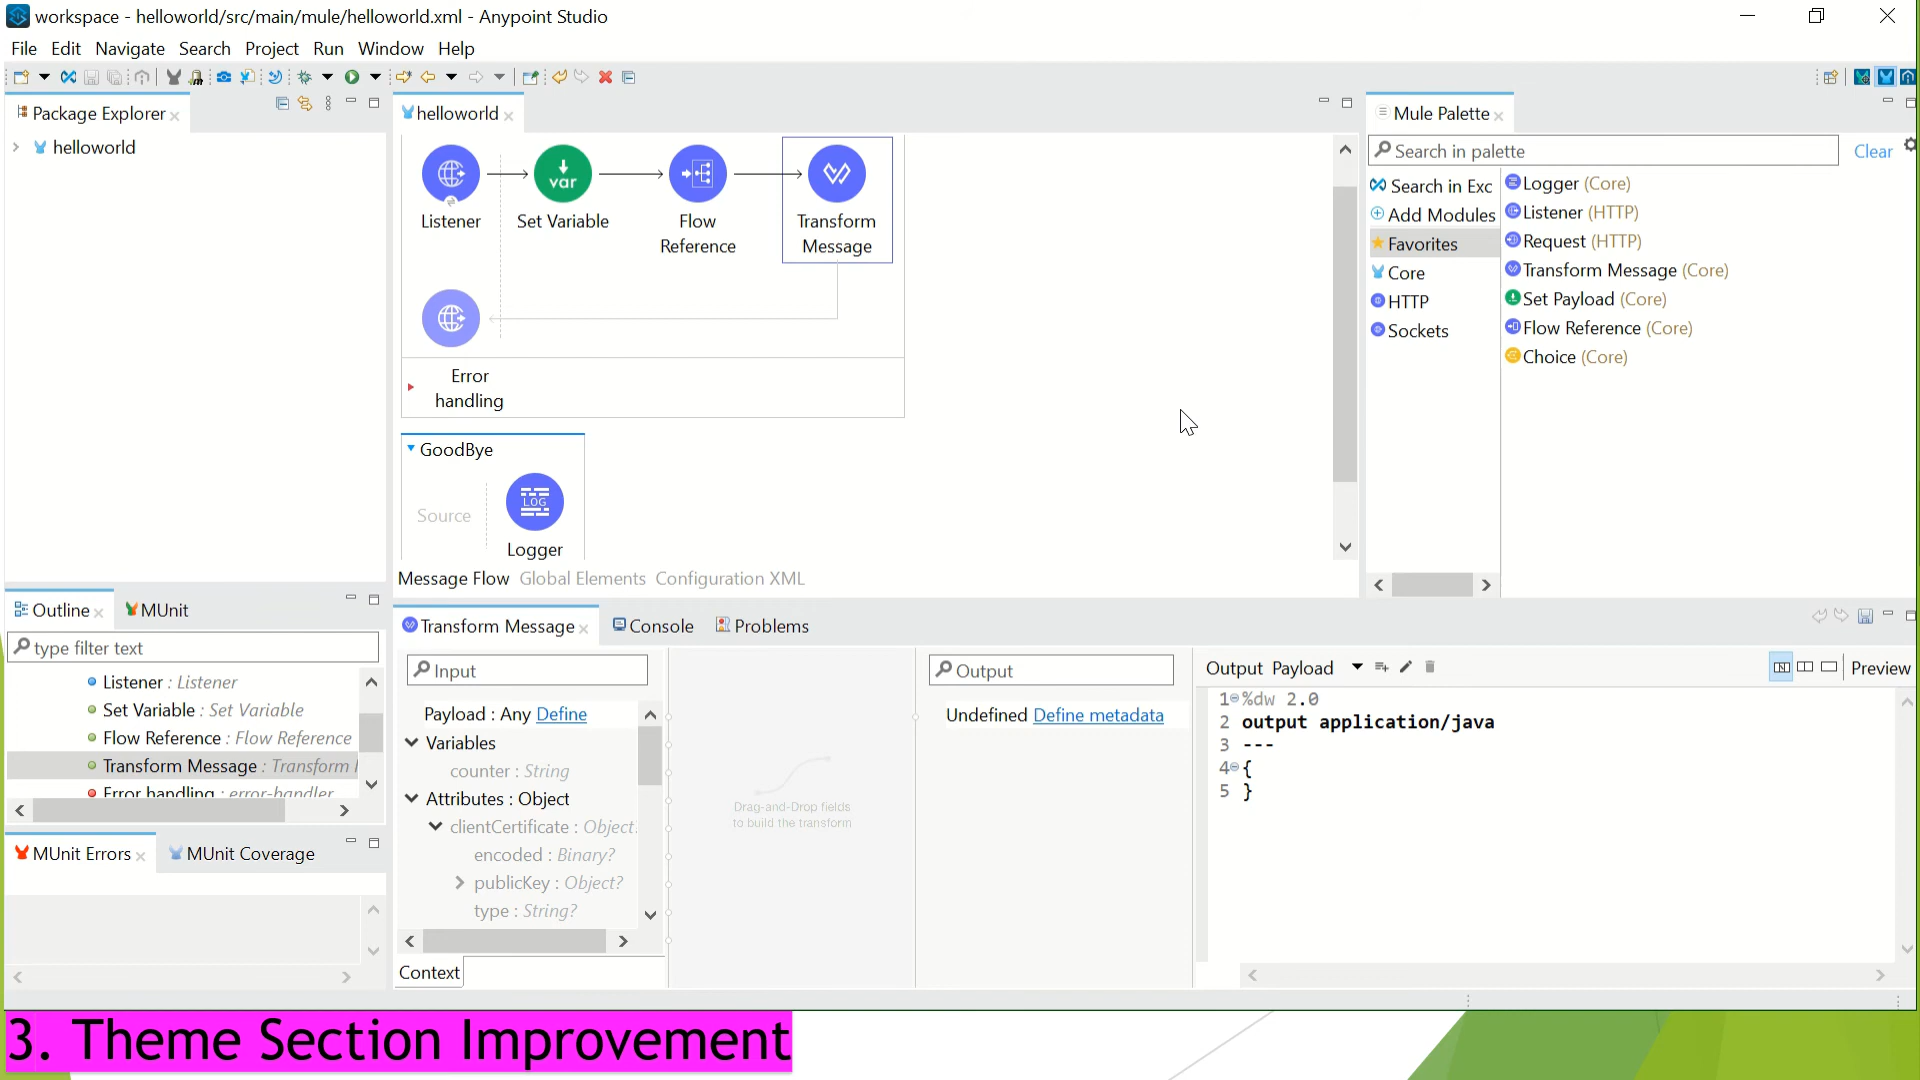 workspace - helloworld/src/main/mule/helloworld.xml - Anypoint Studio
File Edit Navigate Search Project Run Window Help
Package Explorer
helloworld
helloworld
Listener
Set Variable
Flow
Reference
Transform
Message
var
Error
handling
GoodBye
Source
LOG
Logger
Message Flow Global Elements Configuration XML
Mule Palette
Search in palette
Clear
Search in Exc
Add Modules
Favorites
Core
HTTP
Sockets
Logger (Core)
Listener (HTTP)
Request (HTTP)
Transform Message (Core)
Set Payload (Core)
Flow Reference (Core)
Choice (Core)
Outline
MUnit
type filter text
Listener : Listener
Set Variable : Set Variable
Flow Reference : Flow Reference
Transform Message : Transform
Error handling : error-handler
MUnit Errors
MUnit Coverage
Transform Message
Console
Problems
Input
Payload : Any Define
Variables
counter : String
Attributes : Object
clientCertificate : Object
encoded : Binary?
publicKey : Object?
type : String?
Context
Drag-and-Drop fields
to build the transform
Output
Undefined Define metadata
Output Payload
Preview
1 %dw 2.0
2 output application/java
3 ---
4 {
5 }
3. Theme Section Improvement